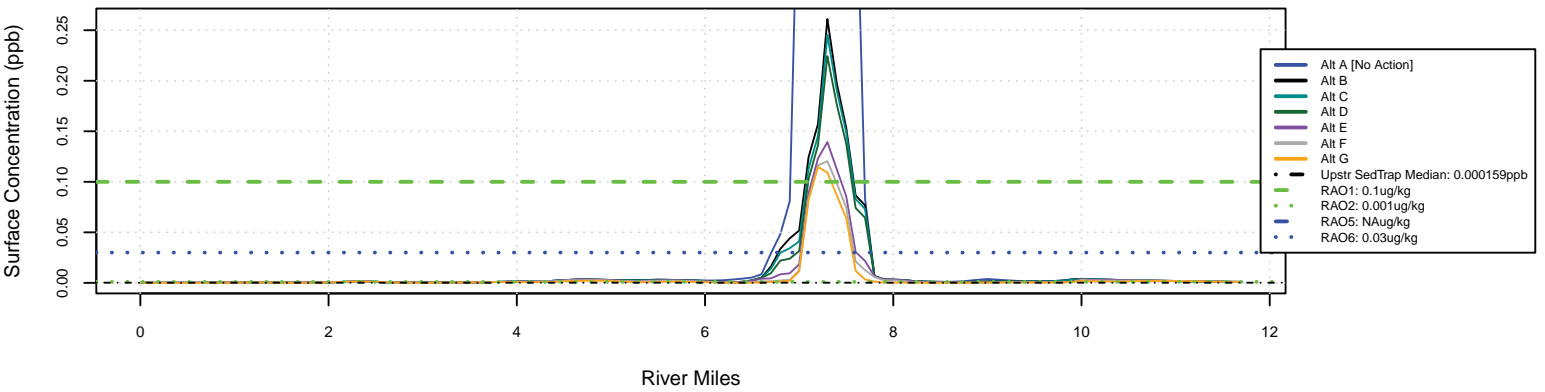 Surface Concentration (ppb)
0.25
0.20
0.15
0.10
0.05
0.00
0 2 4 6 8 10 12
River Miles
Alt A [No Action]
Alt B
Alt C
Alt D
Alt E
Alt F
Alt G
Upstr SedTrap Median: 0.000159ppb
RAO1: 0.1ug/kg
RAO2: 0.001ug/kg
RAO5: NAug/kg
RAO6: 0.03ug/kg